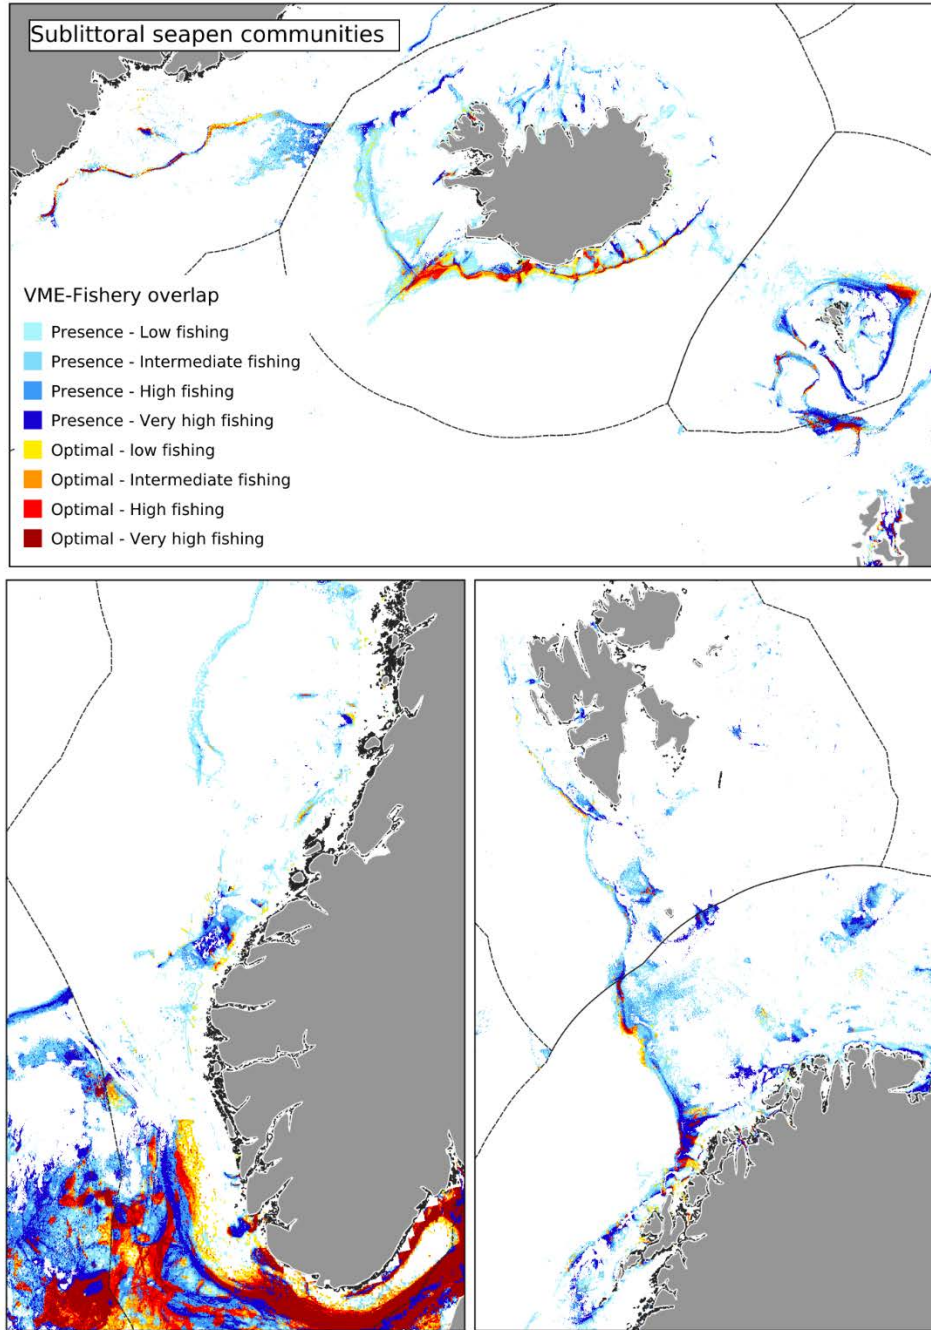 Sublittoral seapen communities
VME-Fishery overlap
Presence - Low fishing
Presence - Intermediate fishing
Presence - High fishing
Presence - Very high fishing
Optimal - low fishing
Optimal - Intermediate fishing
Optimal - High fishing
Optimal - Very high fishing